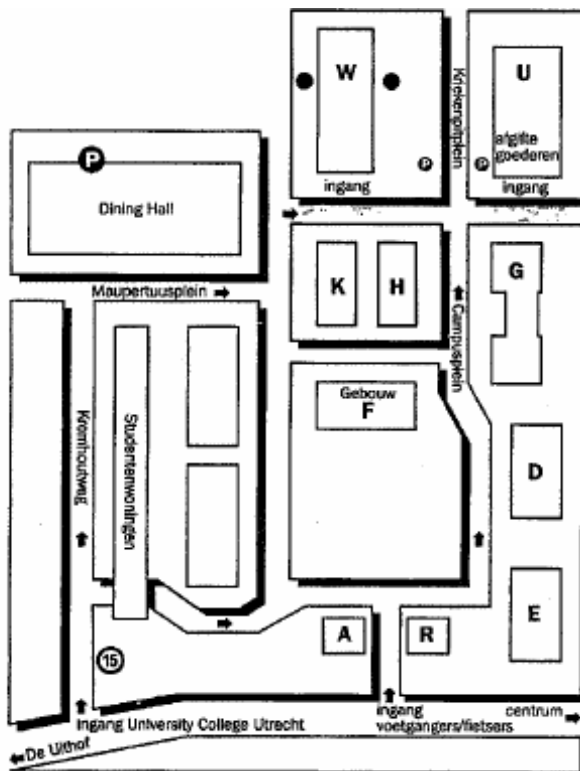 W
U
Kriekenpitplein
P
afgifte
goederen
P
P
ingang
ingang
Dining Hall
K
H
G
Maupertuusplein
Campusplein
Gebouw
F
Kromhoutweg
Studentenwoningen
D
A
R
E
15
ingang University College Utrecht
ingang
voetgangers/fietsers
centrum
De Uithof